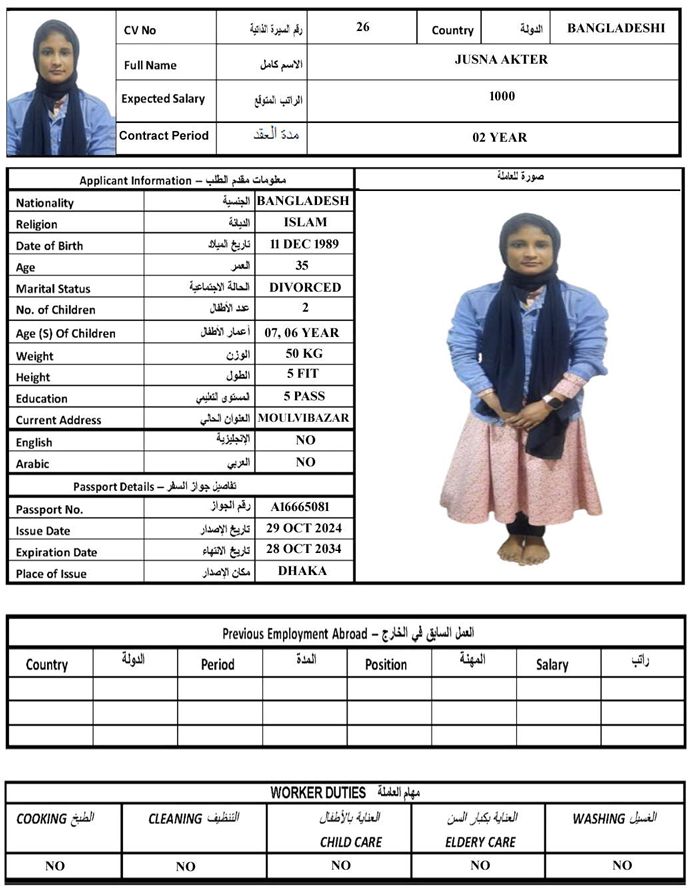 CV No رقم السيرة الذاتية 26 Country الدولة BANGLADESHI
Full Name الاسم كامل JUSNA AKTER
Expected Salary الراتب المتوقع 1000
Contract Period مدة العقد 02 YEAR
Applicant Information – معلومات مقدم الطلب صورة للعاملة
Nationality الجنسية BANGLADESH
Religion الديانة ISLAM
Date of Birth تاريخ الميلاد 11 DEC 1989
Age العمر 35
Marital Status الحالة الاجتماعية DIVORCED
No. of Children عدد الأطفال 2
Age (S) Of Children أعمار الأطفال 07, 06 YEAR
Weight الوزن 50 KG
Height الطول 5 FIT
Education المستوى التعليمي 5 PASS
Current Address العنوان الحالي MOULVIBAZAR
English الإنجليزية NO
Arabic العربي NO
Passport Details – تفاصيل جواز السفر
Passport No. رقم الجواز A16665081
Issue Date تاريخ الإصدار 29 OCT 2024
Expiration Date تاريخ الانتهاء 28 OCT 2034
Place of Issue مكان الإصدار DHAKA
Previous Employment Abroad – العمل السابق في الخارج
Country الدولة Period المدة Position المهنة Salary راتب
WORKER DUTIES مهام العاملة
COOKING الطبخ CLEANING التنظيف العناية بالأطفال العناية بكبار السن WASHING الغسيل
CHILD CARE ELDERY CARE
NO NO NO NO NO